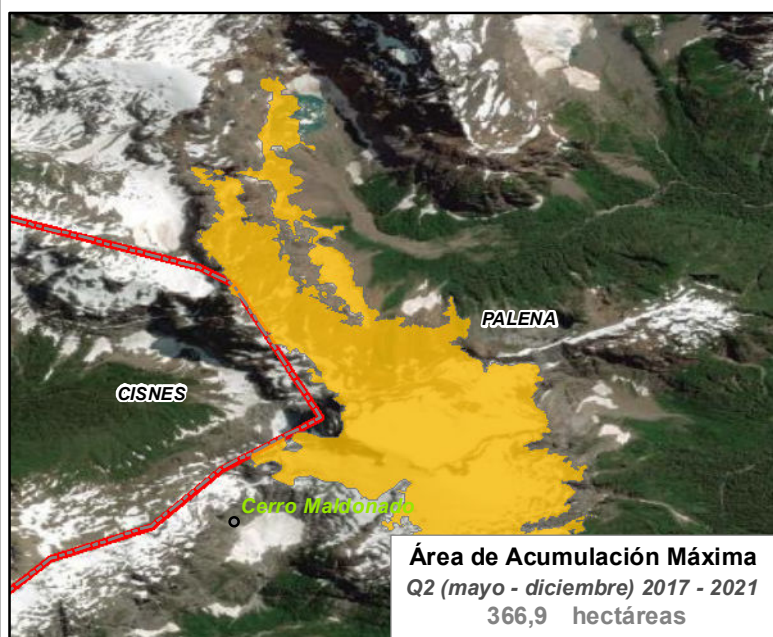 PALENA
CISNES
Cerro Maldonado
Área de Acumulación Máxima
Q2 (mayo - diciembre) 2017 - 2021
366,9 hectáreas